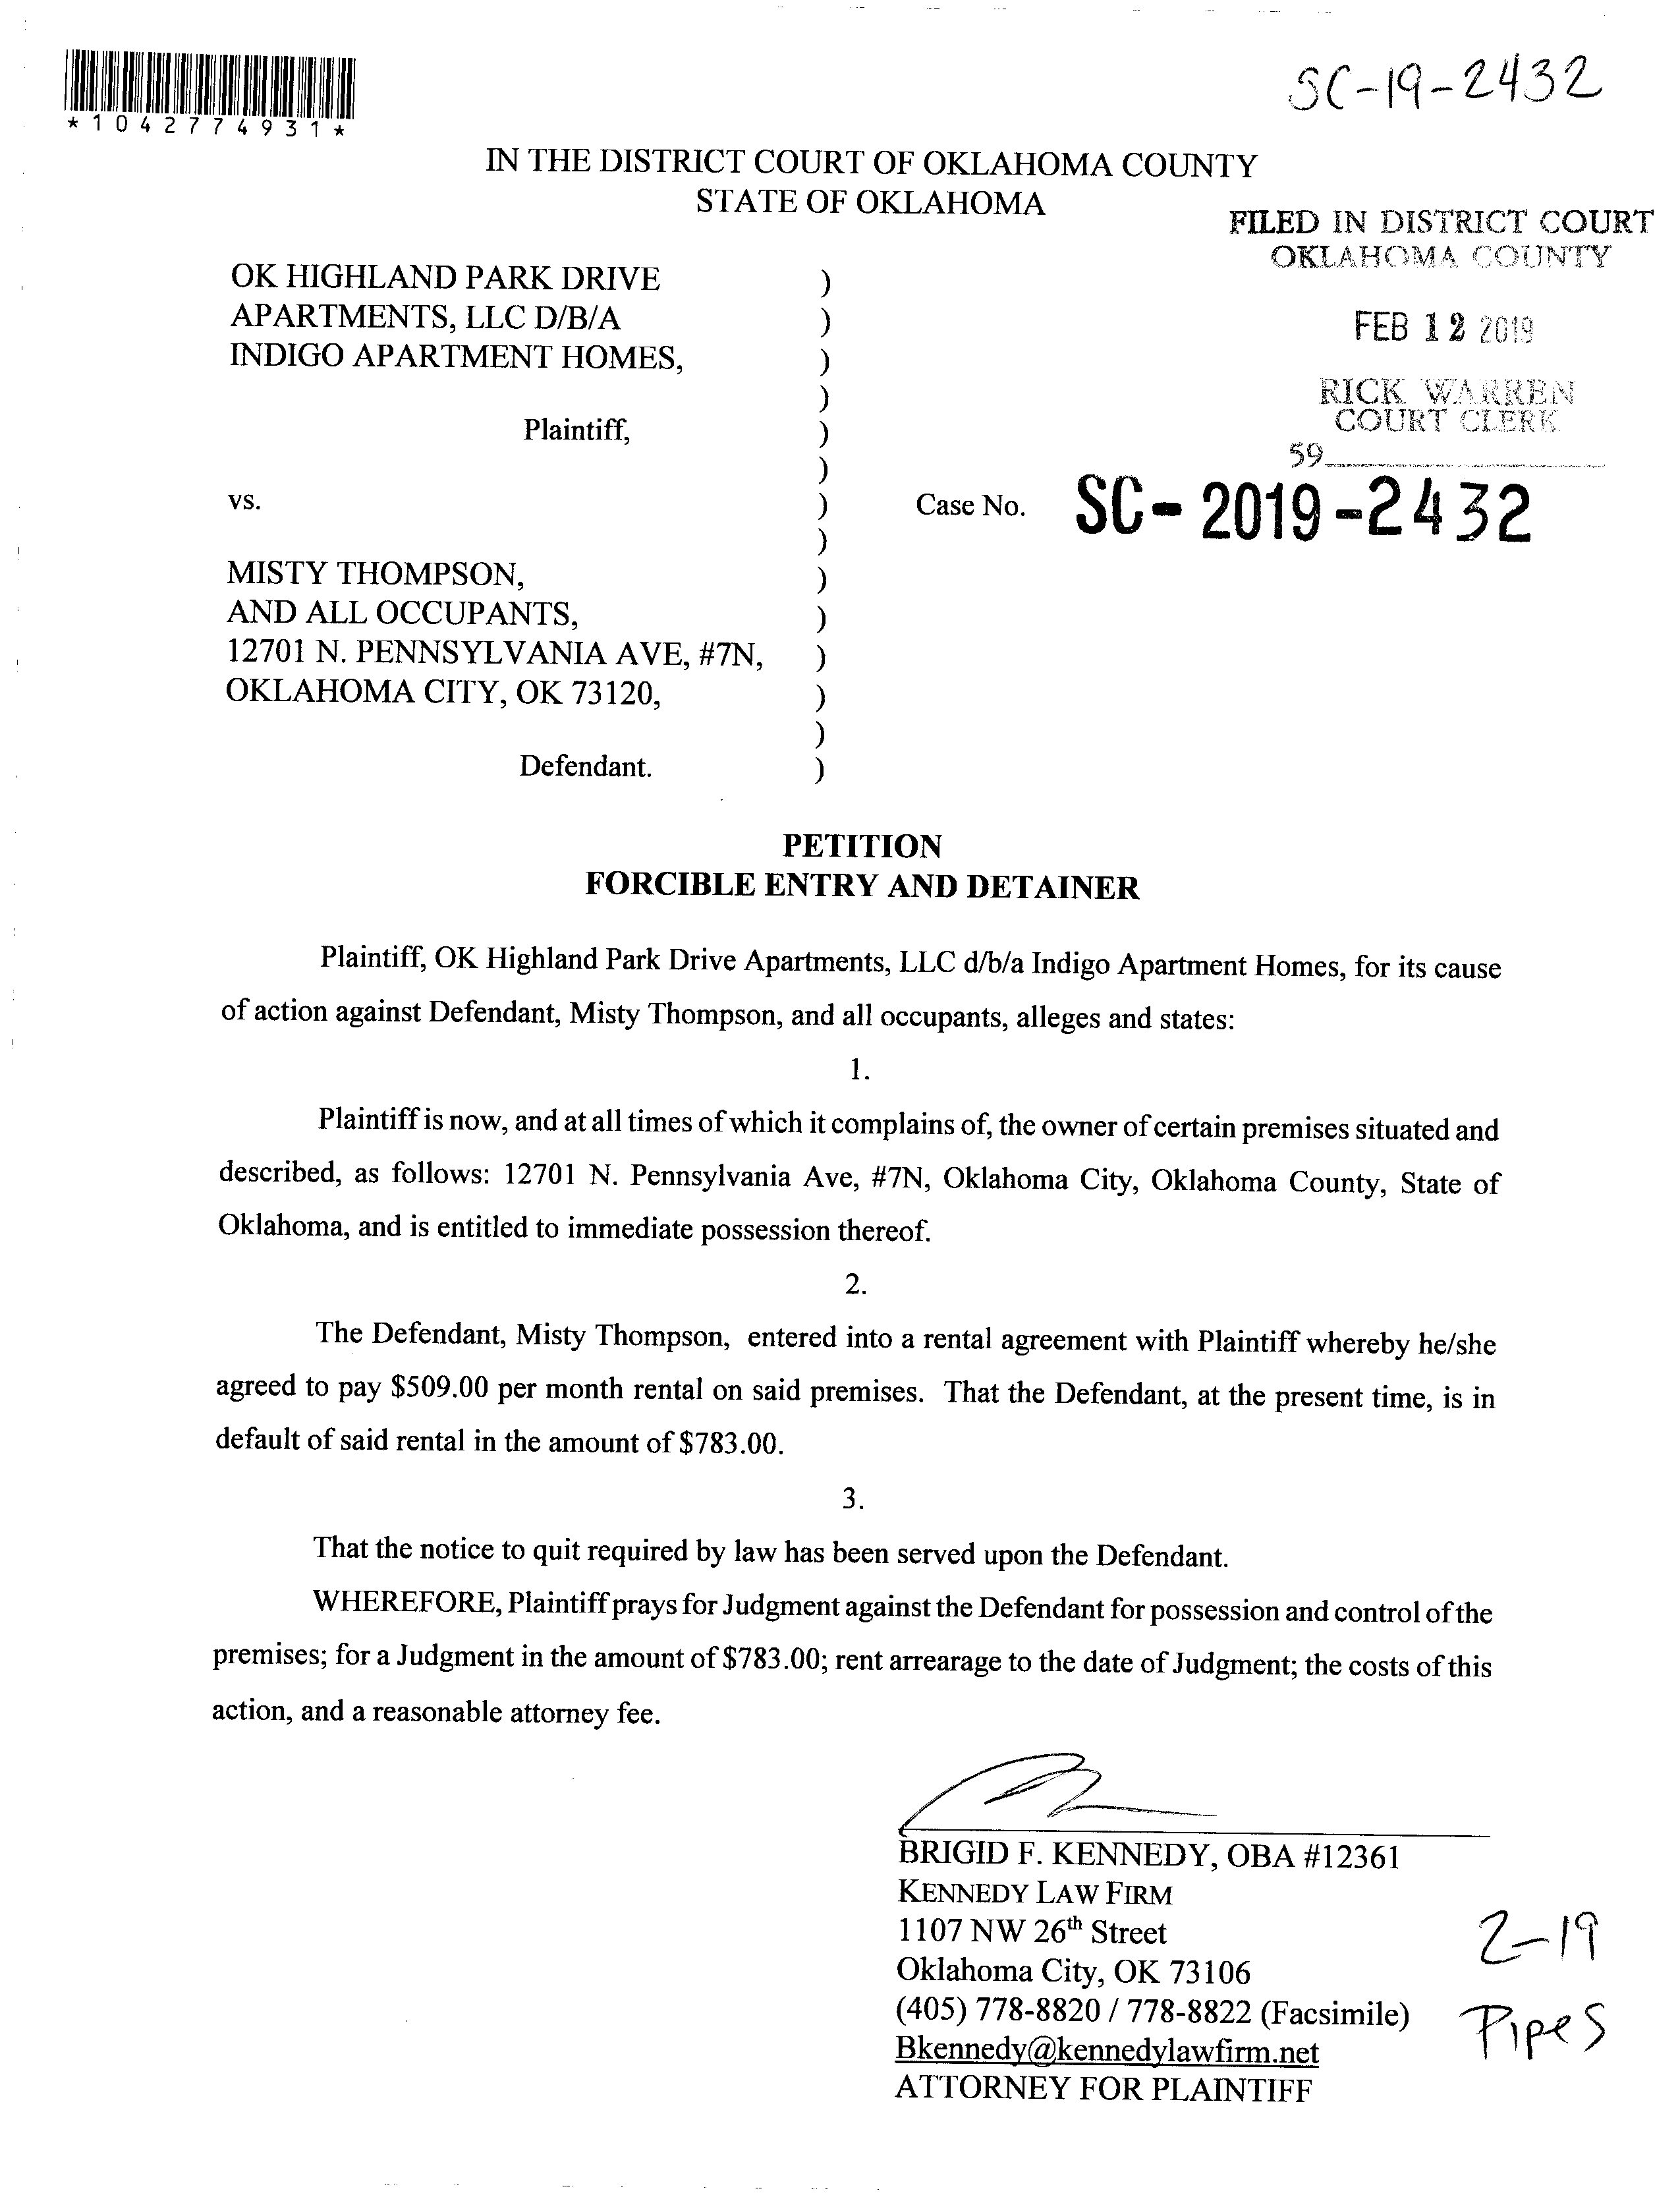 SC-19-2432
*1042774931*
IN THE DISTRICT COURT OF OKLAHOMA COUNTY
STATE OF OKLAHOMA
FILED IN DISTRICT COURT
OKLAHOMA COUNTY
FEB 12 2019
RICK WARREN
COURT CLERK
59
OK HIGHLAND PARK DRIVE )
APARTMENTS, LLC D/B/A )
INDIGO APARTMENT HOMES, )
)
Plaintiff, )
)
vs. ) Case No. SC-2019-2432
)
MISTY THOMPSON, )
AND ALL OCCUPANTS, )
12701 N. PENNSYLVANIA AVE, #7N, )
OKLAHOMA CITY, OK 73120, )
)
Defendant. )
PETITION
FORCIBLE ENTRY AND DETAINER
Plaintiff, OK Highland Park Drive Apartments, LLC d/b/a Indigo Apartment Homes, for its cause
of action against Defendant, Misty Thompson, and all occupants, alleges and states:
1.
Plaintiff is now, and at all times of which it complains of, the owner of certain premises situated and
described, as follows: 12701 N. Pennsylvania Ave, #7N, Oklahoma City, Oklahoma County, State of
Oklahoma, and is entitled to immediate possession thereof.
2.
The Defendant, Misty Thompson, entered into a rental agreement with Plaintiff whereby he/she
agreed to pay $509.00 per month rental on said premises. That the Defendant, at the present time, is in
default of said rental in the amount of $783.00.
3.
That the notice to quit required by law has been served upon the Defendant.
WHEREFORE, Plaintiff prays for Judgment against the Defendant for possession and control of the
premises; for a Judgment in the amount of $783.00; rent arrearage to the date of Judgment; the costs of this
action, and a reasonable attorney fee.
BRIGID F. KENNEDY, OBA #12361
KENNEDY LAW FIRM
1107 NW 26th Street
Oklahoma City, OK 73106
(405) 778-8820 / 778-8822 (Facsimile)
Bkennedy@kennedylawfirm.net
ATTORNEY FOR PLAINTIFF
2-19
Pipes